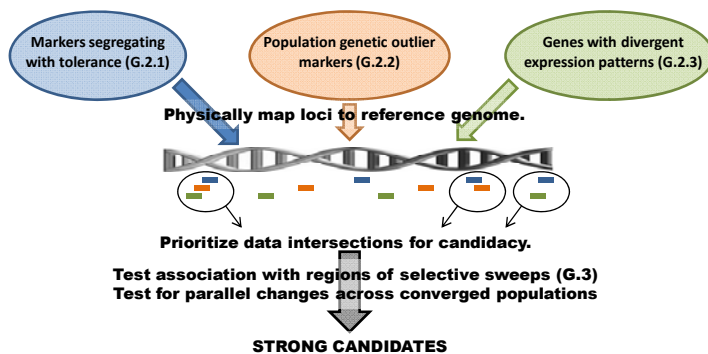 Markers segregating
with tolerance (G.2.1)
Population genetic outlier
markers (G.2.2)
Genes with divergent
expression patterns (G.2.3)
Physically map loci to reference genome.
Prioritize data intersections for candidacy.
Test association with regions of selective sweeps (G.3)
Test for parallel changes across converged populations
STRONG CANDIDATES